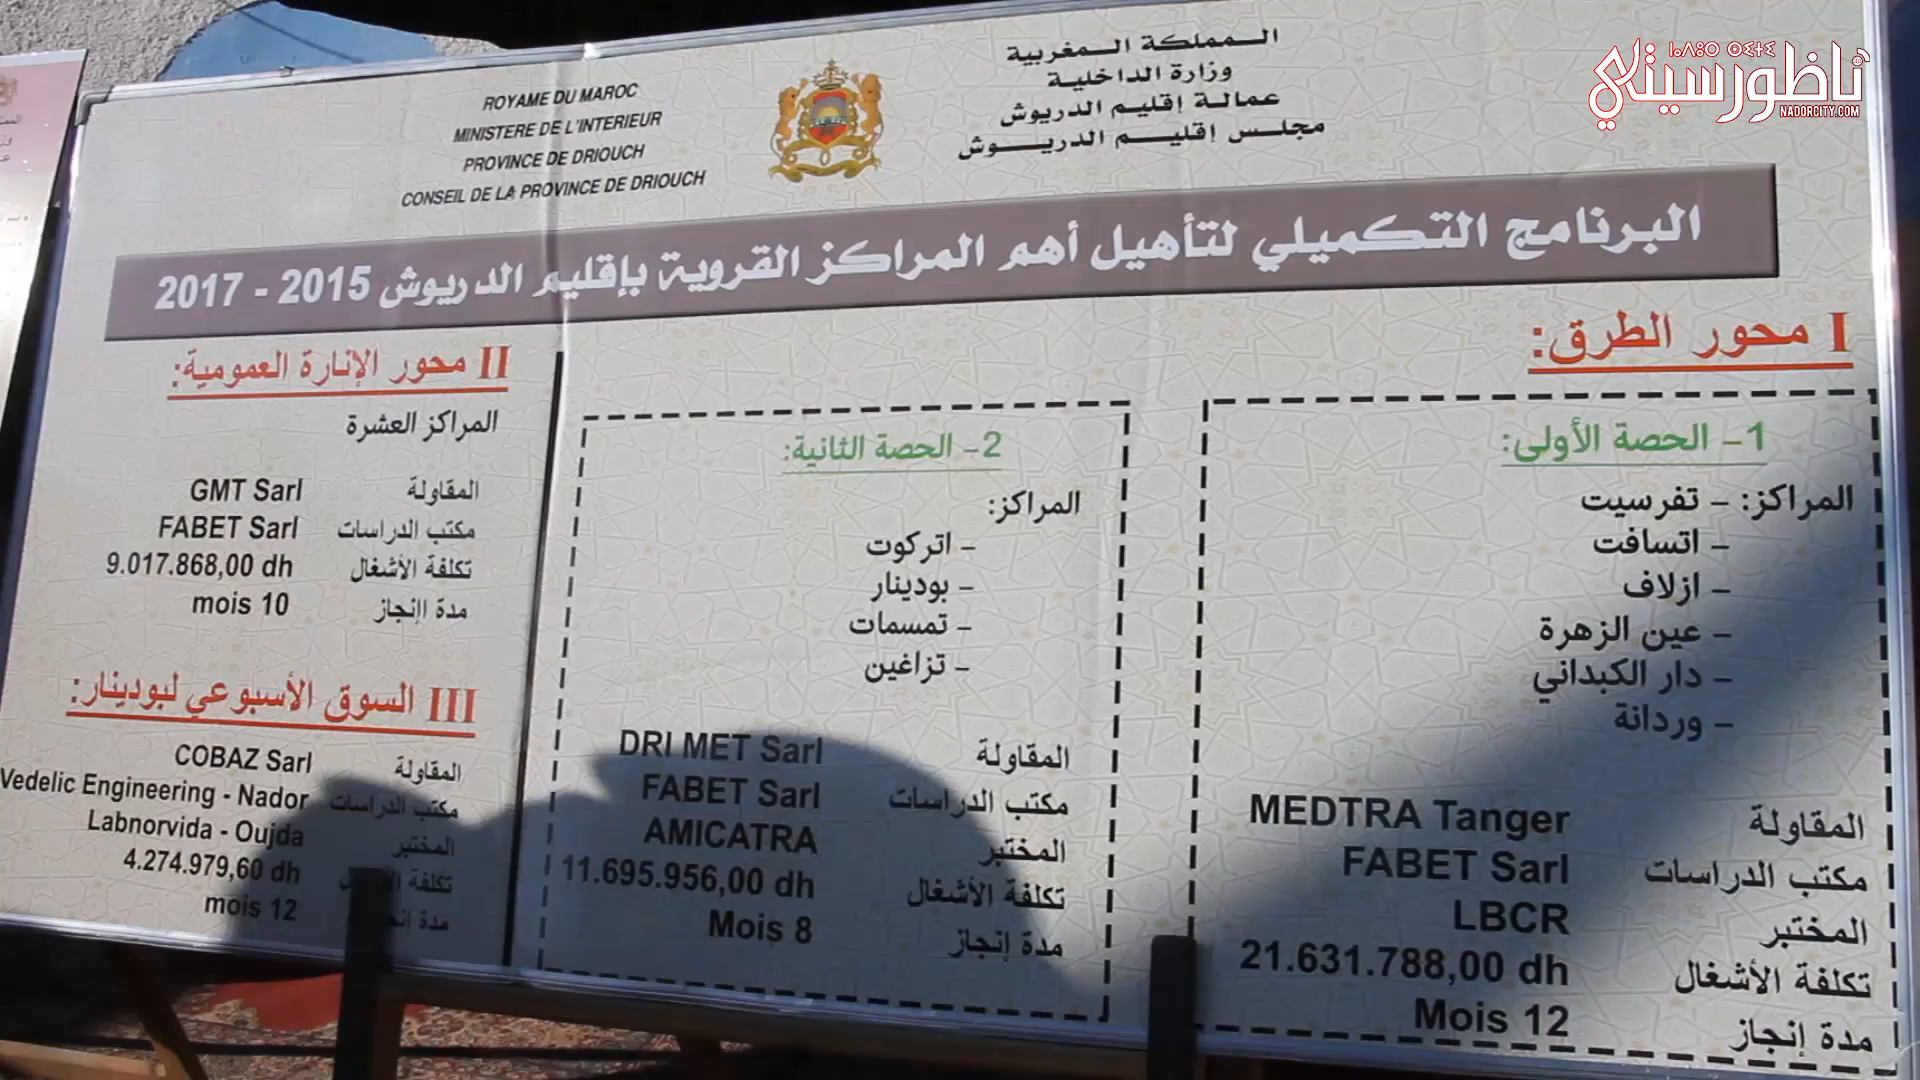 ROYAME DU MAROC
MINISTERE DE L'INTERIEUR
PROVINCE DE DRIOUCH
CONSEIL DE LA PROVINCE DE DRIOUCH
المملكة المغربية
وزارة الداخلية
عمالة إقليم الدريوش
مجلس إقليم الدريوش
ⵏⴰⴷⵓⵔ ⵙⵉⵜⵉ
ناظورسيتي
NADORCITY.COM
البرنامج التكميلي لتأهيل أهم المراكز القروية بإقليم الدريوش 2015 - 2017
I محور الطرق:
1- الحصة الأولى:
المراكز: - تفرسيت
- اتسافت
- ازلاف
- عين الزهرة
- دار الكبداني
- وردانة
المقاولة MEDTRA Tanger
مكتب الدراسات FABET Sarl
المختبر LBCR
تكلفة الأشغال 21.631.788,00 dh
مدة إنجاز Mois 12
2- الحصة الثانية:
المراكز:
- اتركوت
- بودينار
- تمسمات
- تزاغين
المقاولة DRI MET Sarl
مكتب الدراسات FABET Sarl
المختبر AMICATRA
تكلفة الأشغال 11.695.956,00 dh
مدة إنجاز Mois 8
II محور الإنارة العمومية:
المراكز العشرة
المقاولة GMT Sarl
مكتب الدراسات FABET Sarl
تكلفة الأشغال 9.017.868,00 dh
مدة اإنجاز mois 10
III السوق الأسبوعي لبودينار:
المقاولة COBAZ Sarl
مكتب الدراسات Vedelic Engineering - Nador
المختبر Labnorvida - Oujda
تكلفة 4.274.979,60 dh
مدة إنجاز mois 12